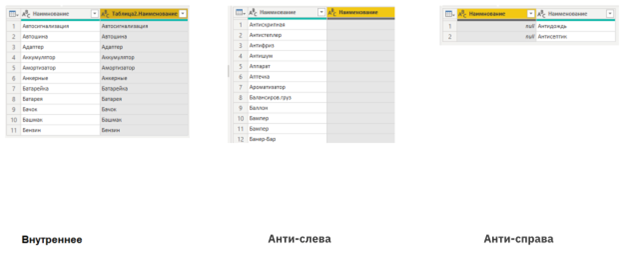 Наименование Таблица2.Наименование
1 Автосигнализация Автосигнализация
2 Автошина Автошина
3 Адаптер Адаптер
4 Аккумулятор Аккумулятор
5 Амортизатор Амортизатор
6 Анкерные Анкерные
7 Батарейка Батарейка
8 Батарея Батарея
9 Бачок Бачок
10 Башмак Башмак
11 Бензин Бензин
Наименование Наименование
1 Антискрипная
2 Антистеплер
3 Антифриз
4 Антишум
5 Аппарат
6 Аптечка
7 Ароматизатор
8 Балансиров.груз
9 Баллон
10 Бампер
11 Бампер
12 Банер-Бар
Наименование Наименование
1 null Антидождь
2 null Антисептик
Внутреннее
Анти-слева
Анти-справа